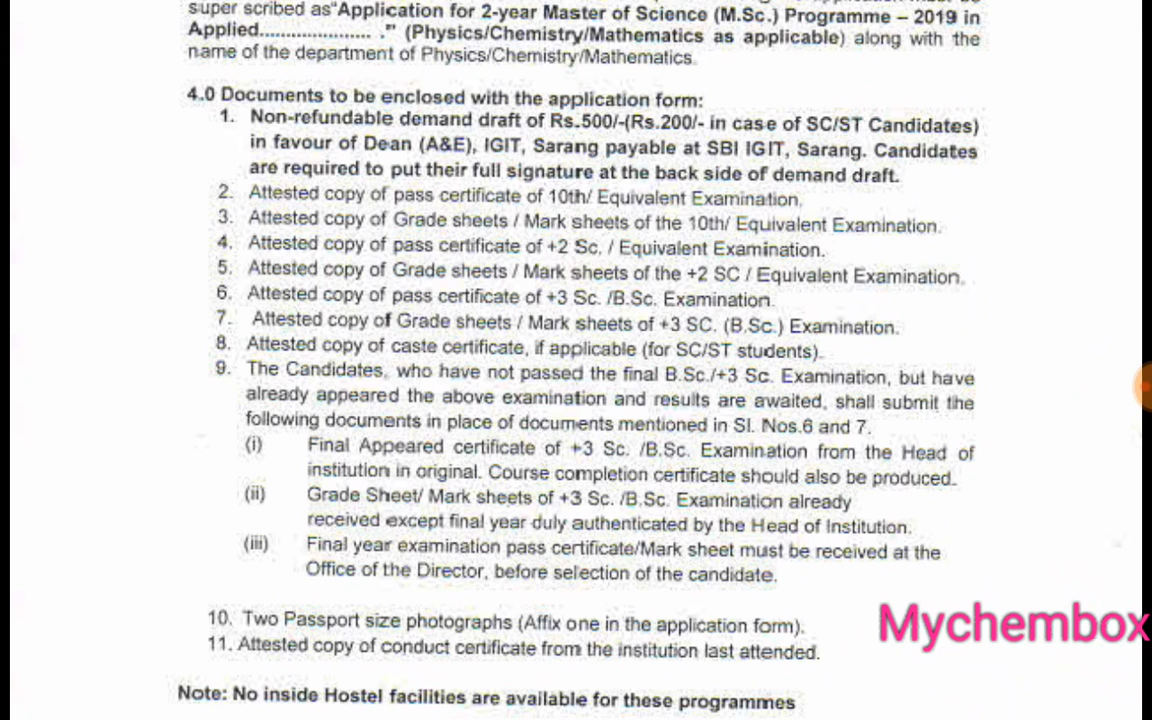 super scribed as"Application for 2-year Master of Science (M.Sc.) Programme – 2019 in
Applied...................... ." (Physics/Chemistry/Mathematics as applicable) along with the
name of the department of Physics/Chemistry/Mathematics.
4.0 Documents to be enclosed with the application form:
1. Non-refundable demand draft of Rs.500/-(Rs.200/- in case of SC/ST Candidates)
in favour of Dean (A&E), IGIT, Sarang payable at SBI IGIT, Sarang. Candidates
are required to put their full signature at the back side of demand draft.
2. Attested copy of pass certificate of 10th/ Equivalent Examination.
3. Attested copy of Grade sheets / Mark sheets of the 10th/ Equivalent Examination.
4. Attested copy of pass certificate of +2 Sc. / Equivalent Examination.
5. Attested copy of Grade sheets / Mark sheets of the +2 SC / Equivalent Examination.
6. Attested copy of pass certificate of +3 Sc. /B.Sc. Examination.
7. Attested copy of Grade sheets / Mark sheets of +3 SC. (B.Sc.) Examination.
8. Attested copy of caste certificate, if applicable (for SC/ST students).
9. The Candidates, who have not passed the final B.Sc./+3 Sc. Examination, but have
already appeared the above examination and results are awaited, shall submit the
following documents in place of documents mentioned in Sl. Nos.6 and 7.
(i) Final Appeared certificate of +3 Sc. /B.Sc. Examination from the Head of
institution in original. Course completion certificate should also be produced.
(ii) Grade Sheet/ Mark sheets of +3 Sc. /B.Sc. Examination already
received except final year duly authenticated by the Head of Institution.
(iii) Final year examination pass certificate/Mark sheet must be received at the
Office of the Director, before selection of the candidate.
10. Two Passport size photographs (Affix one in the application form).
11. Attested copy of conduct certificate from the institution last attended.
Mychembox
Note: No inside Hostel facilities are available for these programmes